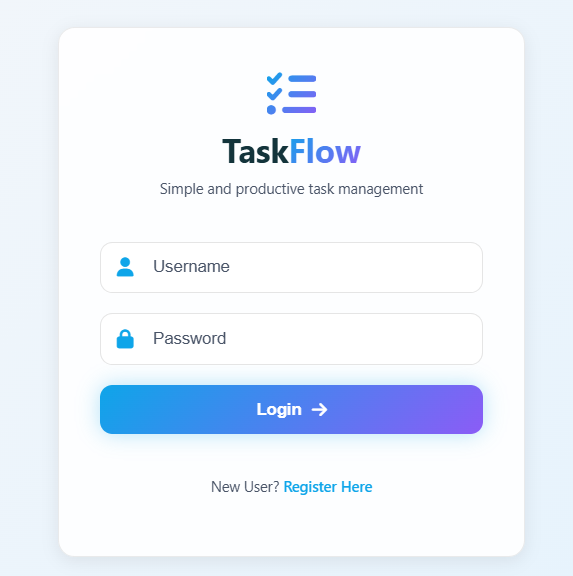 TaskFlow
Simple and productive task management
Username
Password
Login
New User? Register Here